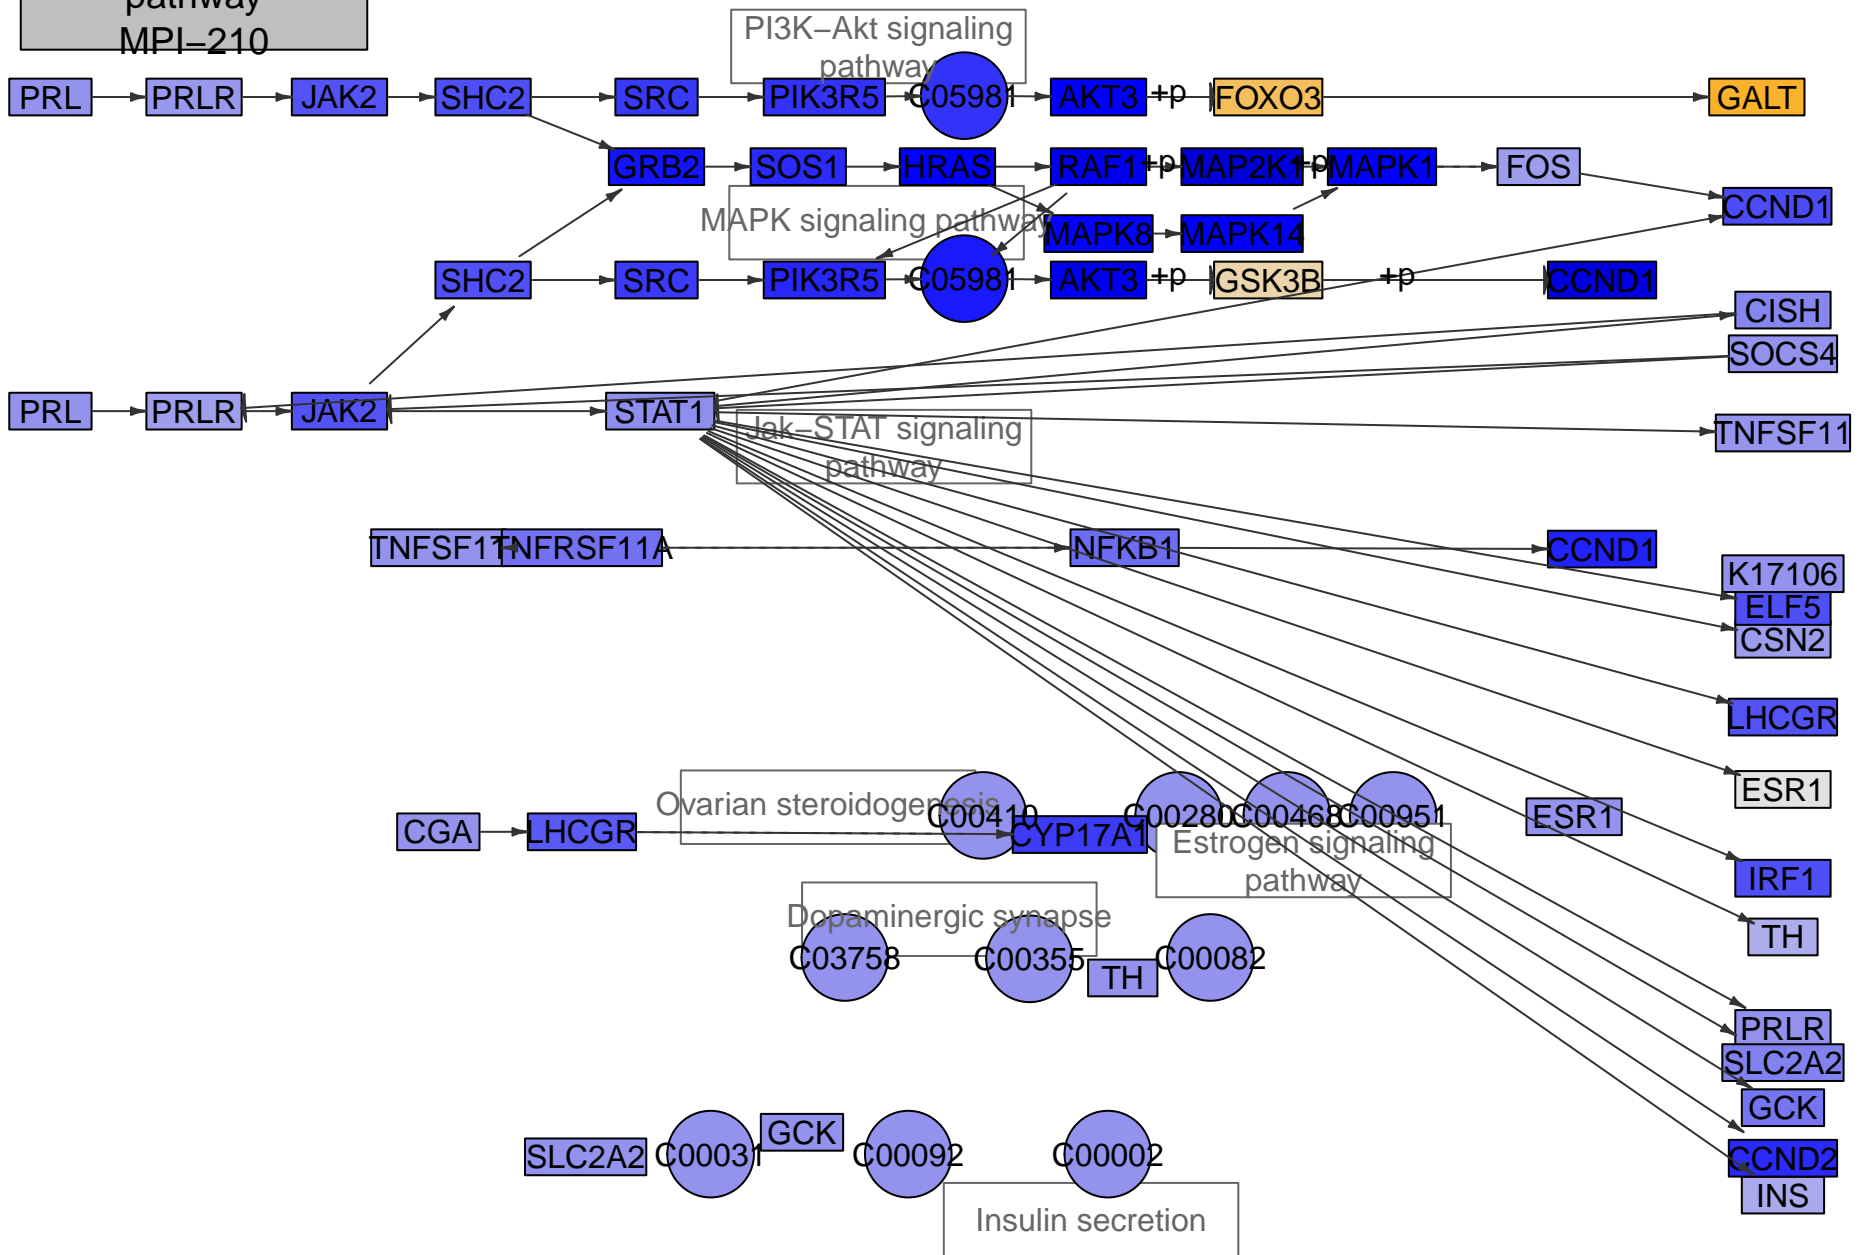 pathway
MPI−210
PI3K−Akt signaling
pathway
PRL
PRLR
JAK2
SHC2
SRC
PIK3R5
C05981
AKT3
+p
FOXO3
GALT
GRB2
SOS1
HRAS
RAF1
+p
MAP2K1
+p
MAPK1
FOS
CCND1
MAPK signaling pathway
MAPK8
MAPK14
SHC2
SRC
PIK3R5
C05981
AKT3
+p
GSK3B
+p
CCND1
CISH
SOCS4
PRL
PRLR
JAK2
STAT1
Jak−STAT signaling
pathway
TNFSF11
TNFSF11
TNFRSF11A
NFKB1
CCND1
K17106
ELF5
CSN2
LHCGR
ESR1
Ovarian steroidogenesis
C00410
C00280
C00468
C00951
ESR1
CGA
LHCGR
CYP17A1
Estrogen signaling
pathway
IRF1
Dopaminergic synapse
TH
C03758
C00355
TH
C00082
PRLR
SLC2A2
GCK
SLC2A2
C00031
GCK
C00092
C00002
CCND2
INS
Insulin secretion